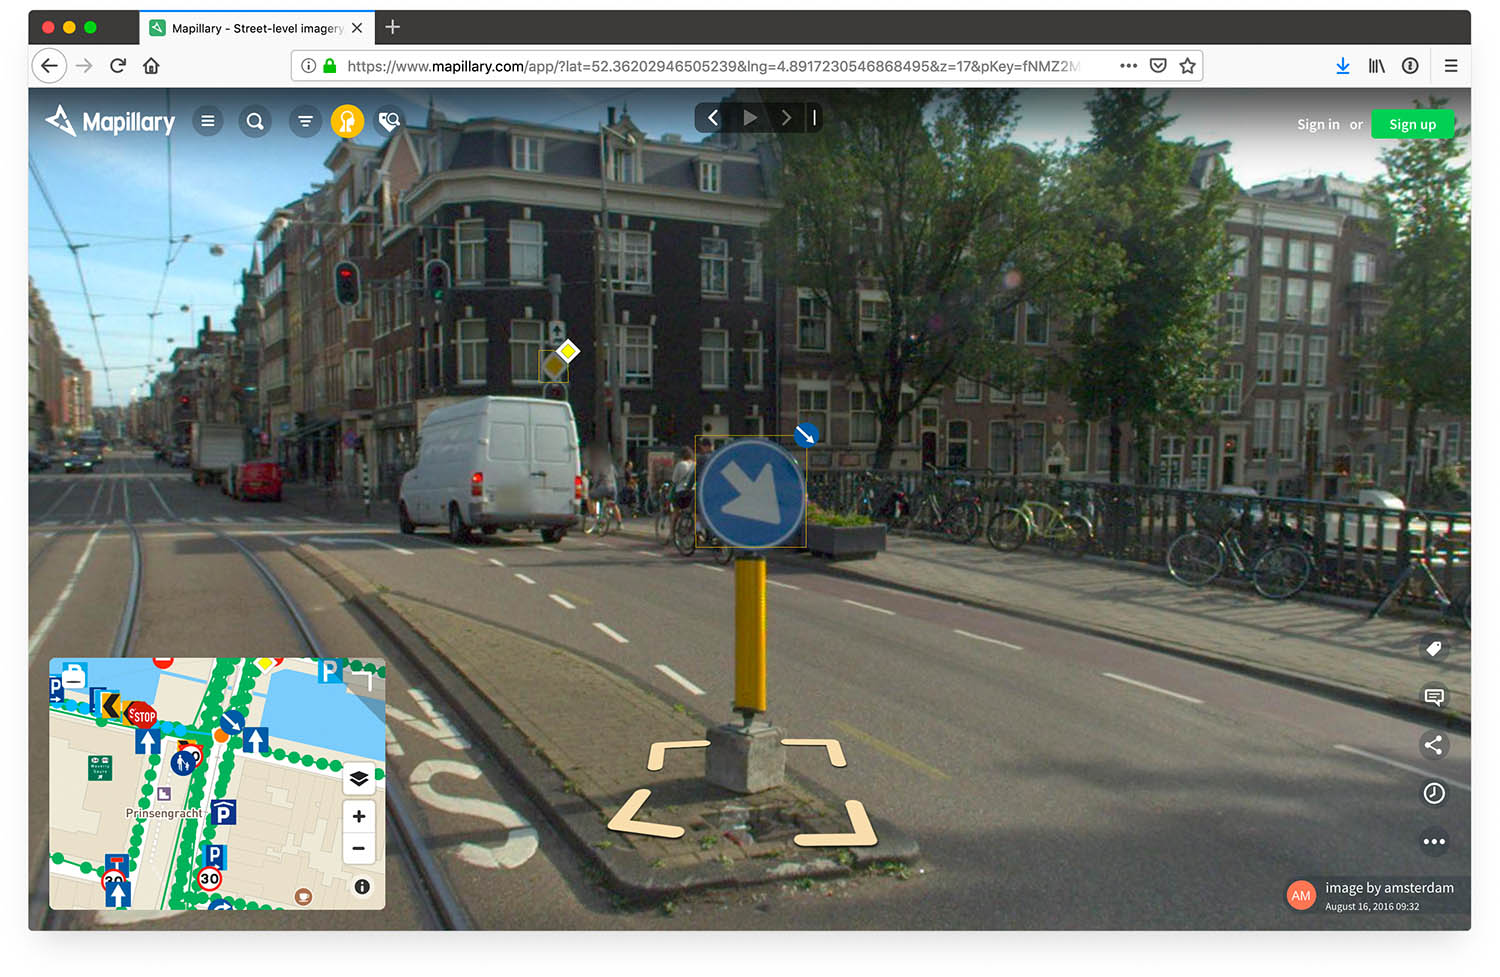 Mapillary - Street-level imagery
https://www.mapillary.com/app/?lat=52.36202946505239&lng=4.8917230546868495&z=17&pKey=fNMZ2M
Mapillary
Sign in or Sign up
P
P
STOP
Prinsengracht
P
P
30
30
image by amsterdam
AM
August 16, 2016 09:32